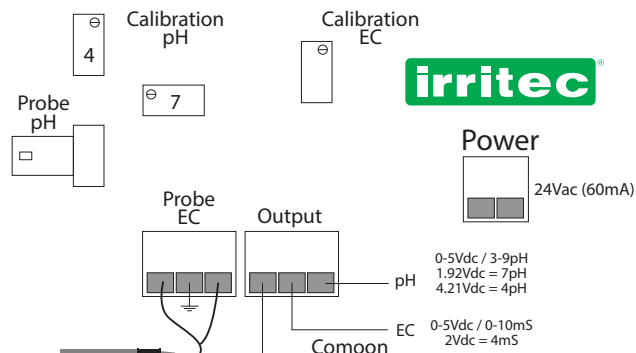 Calibration
pH
Calibration
EC
4
7
irritec®
Probe
pH
Power
24Vac (60mA)
Probe
EC
Output
pH
0-5Vdc / 3-9pH
1.92Vdc = 7pH
4.21Vdc = 4pH
EC
0-5Vdc / 0-10mS
2Vdc = 4mS
Comoon